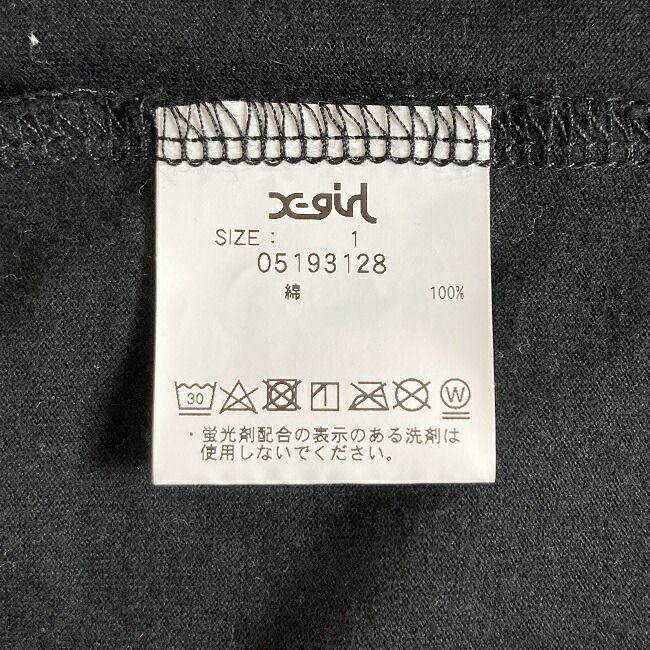 X-girl
SIZE : 1
05193128
綿 100%
30 W
・蛍光剤配合の表示のある洗剤は
使用しないでください。